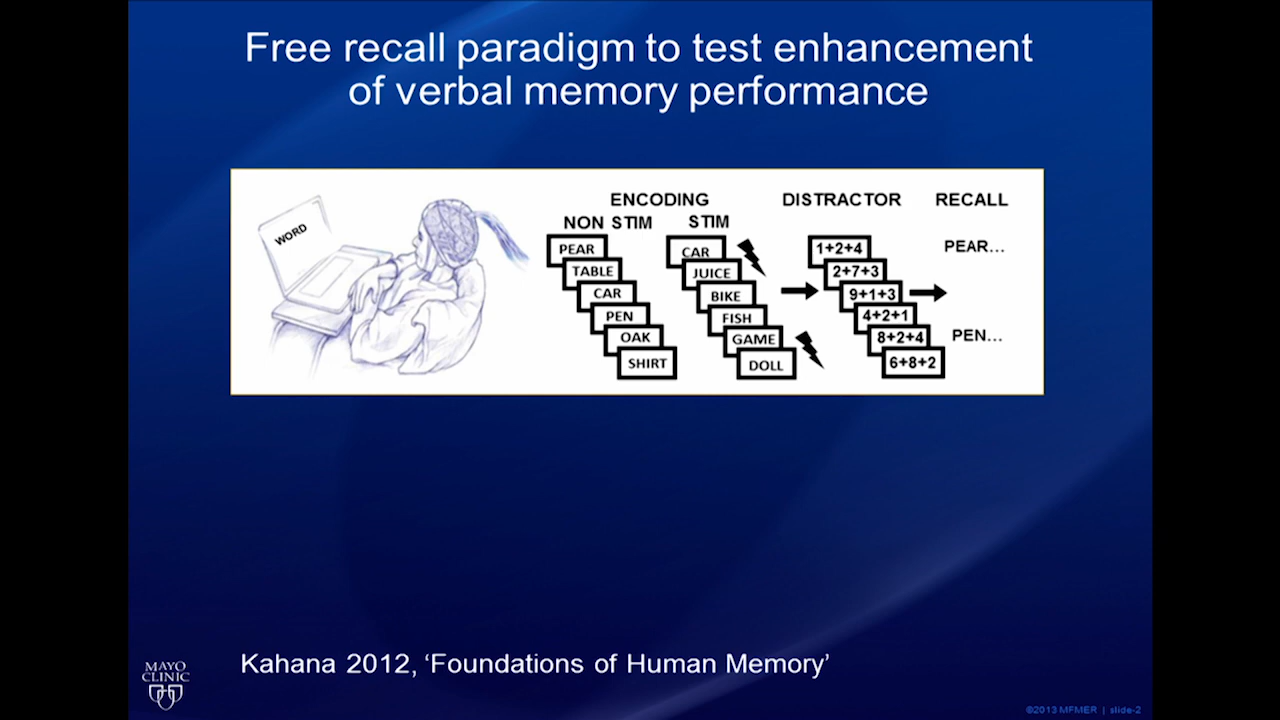 Free recall paradigm to test enhancement
of verbal memory performance
WORD
ENCODING
NON STIM
STIM
PEAR
TABLE
CAR
PEN
OAK
SHIRT
CAR
JUICE
BIKE
FISH
GAME
DOLL
DISTRACTOR
1+2+4
2+7+3
9+1+3
4+2+1
8+2+4
6+8+2
RECALL
PEAR...
PEN...
Kahana 2012, ‘Foundations of Human Memory’
MAYO
CLINIC
©2013 MFMER | slide-2